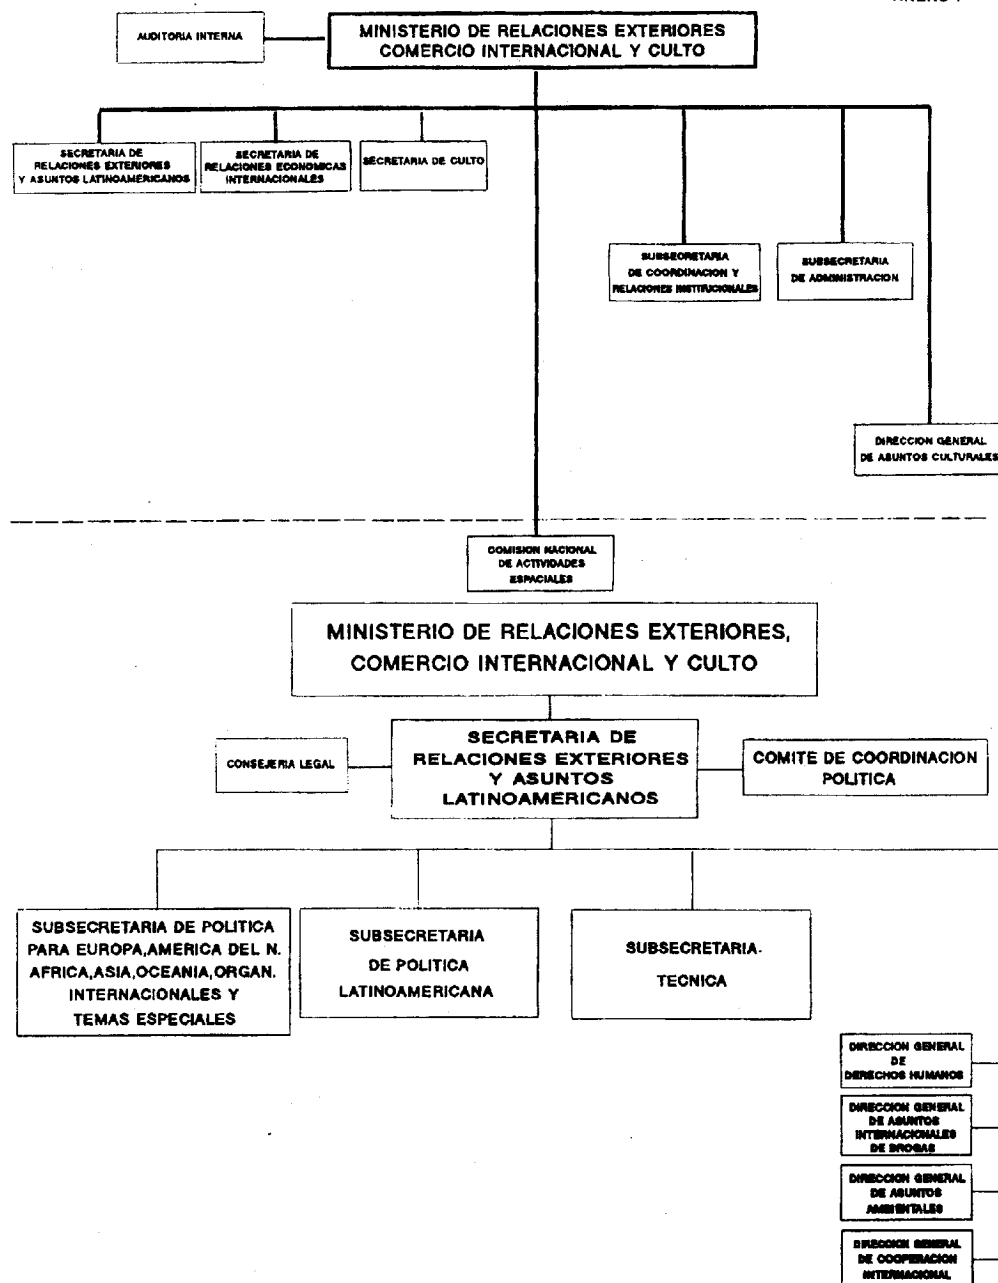 AUDITORIA INTERNA
MINISTERIO DE RELACIONES EXTERIORES
COMERCIO INTERNACIONAL Y CULTO
SECRETARIA DE
RELACIONES EXTERIORES
Y ASUNTOS LATINOAMERICANOS
SECRETARIA DE
RELACIONES ECONOMICAS
INTERNACIONALES
SECRETARIA DE CULTO
SUBSECRETARIA
DE COORDINACION Y
RELACIONES INSTITUCIONALES
SUBSECRETARIA
DE ADMINISTRACION
DIRECCION GENERAL
DE ASUNTOS CULTURALES
COMISION NACIONAL
DE ACTIVIDADES
ESPACIALES
MINISTERIO DE RELACIONES EXTERIORES,
COMERCIO INTERNACIONAL Y CULTO
CONSEJERIA LEGAL
SECRETARIA DE
RELACIONES EXTERIORES
Y ASUNTOS
LATINOAMERICANOS
COMITE DE COORDINACION
POLITICA
SUBSECRETARIA DE POLITICA
PARA EUROPA,AMERICA DEL N.
AFRICA,ASIA,OCEANIA,ORGAN.
INTERNACIONALES Y
TEMAS ESPECIALES
SUBSECRETARIA
DE POLITICA
LATINOAMERICANA
SUBSECRETARIA
TECNICA
DIRECCION GENERAL
DE
DERECHOS HUMANOS
DIRECCION GENERAL
DE ASUNTOS
INTERNACIONALES
DE DROGAS
DIRECCION GENERAL
DE ASUNTOS
AMBIENTALES
DIRECCION GENERAL
DE COOPERACION
INTERNACIONAL